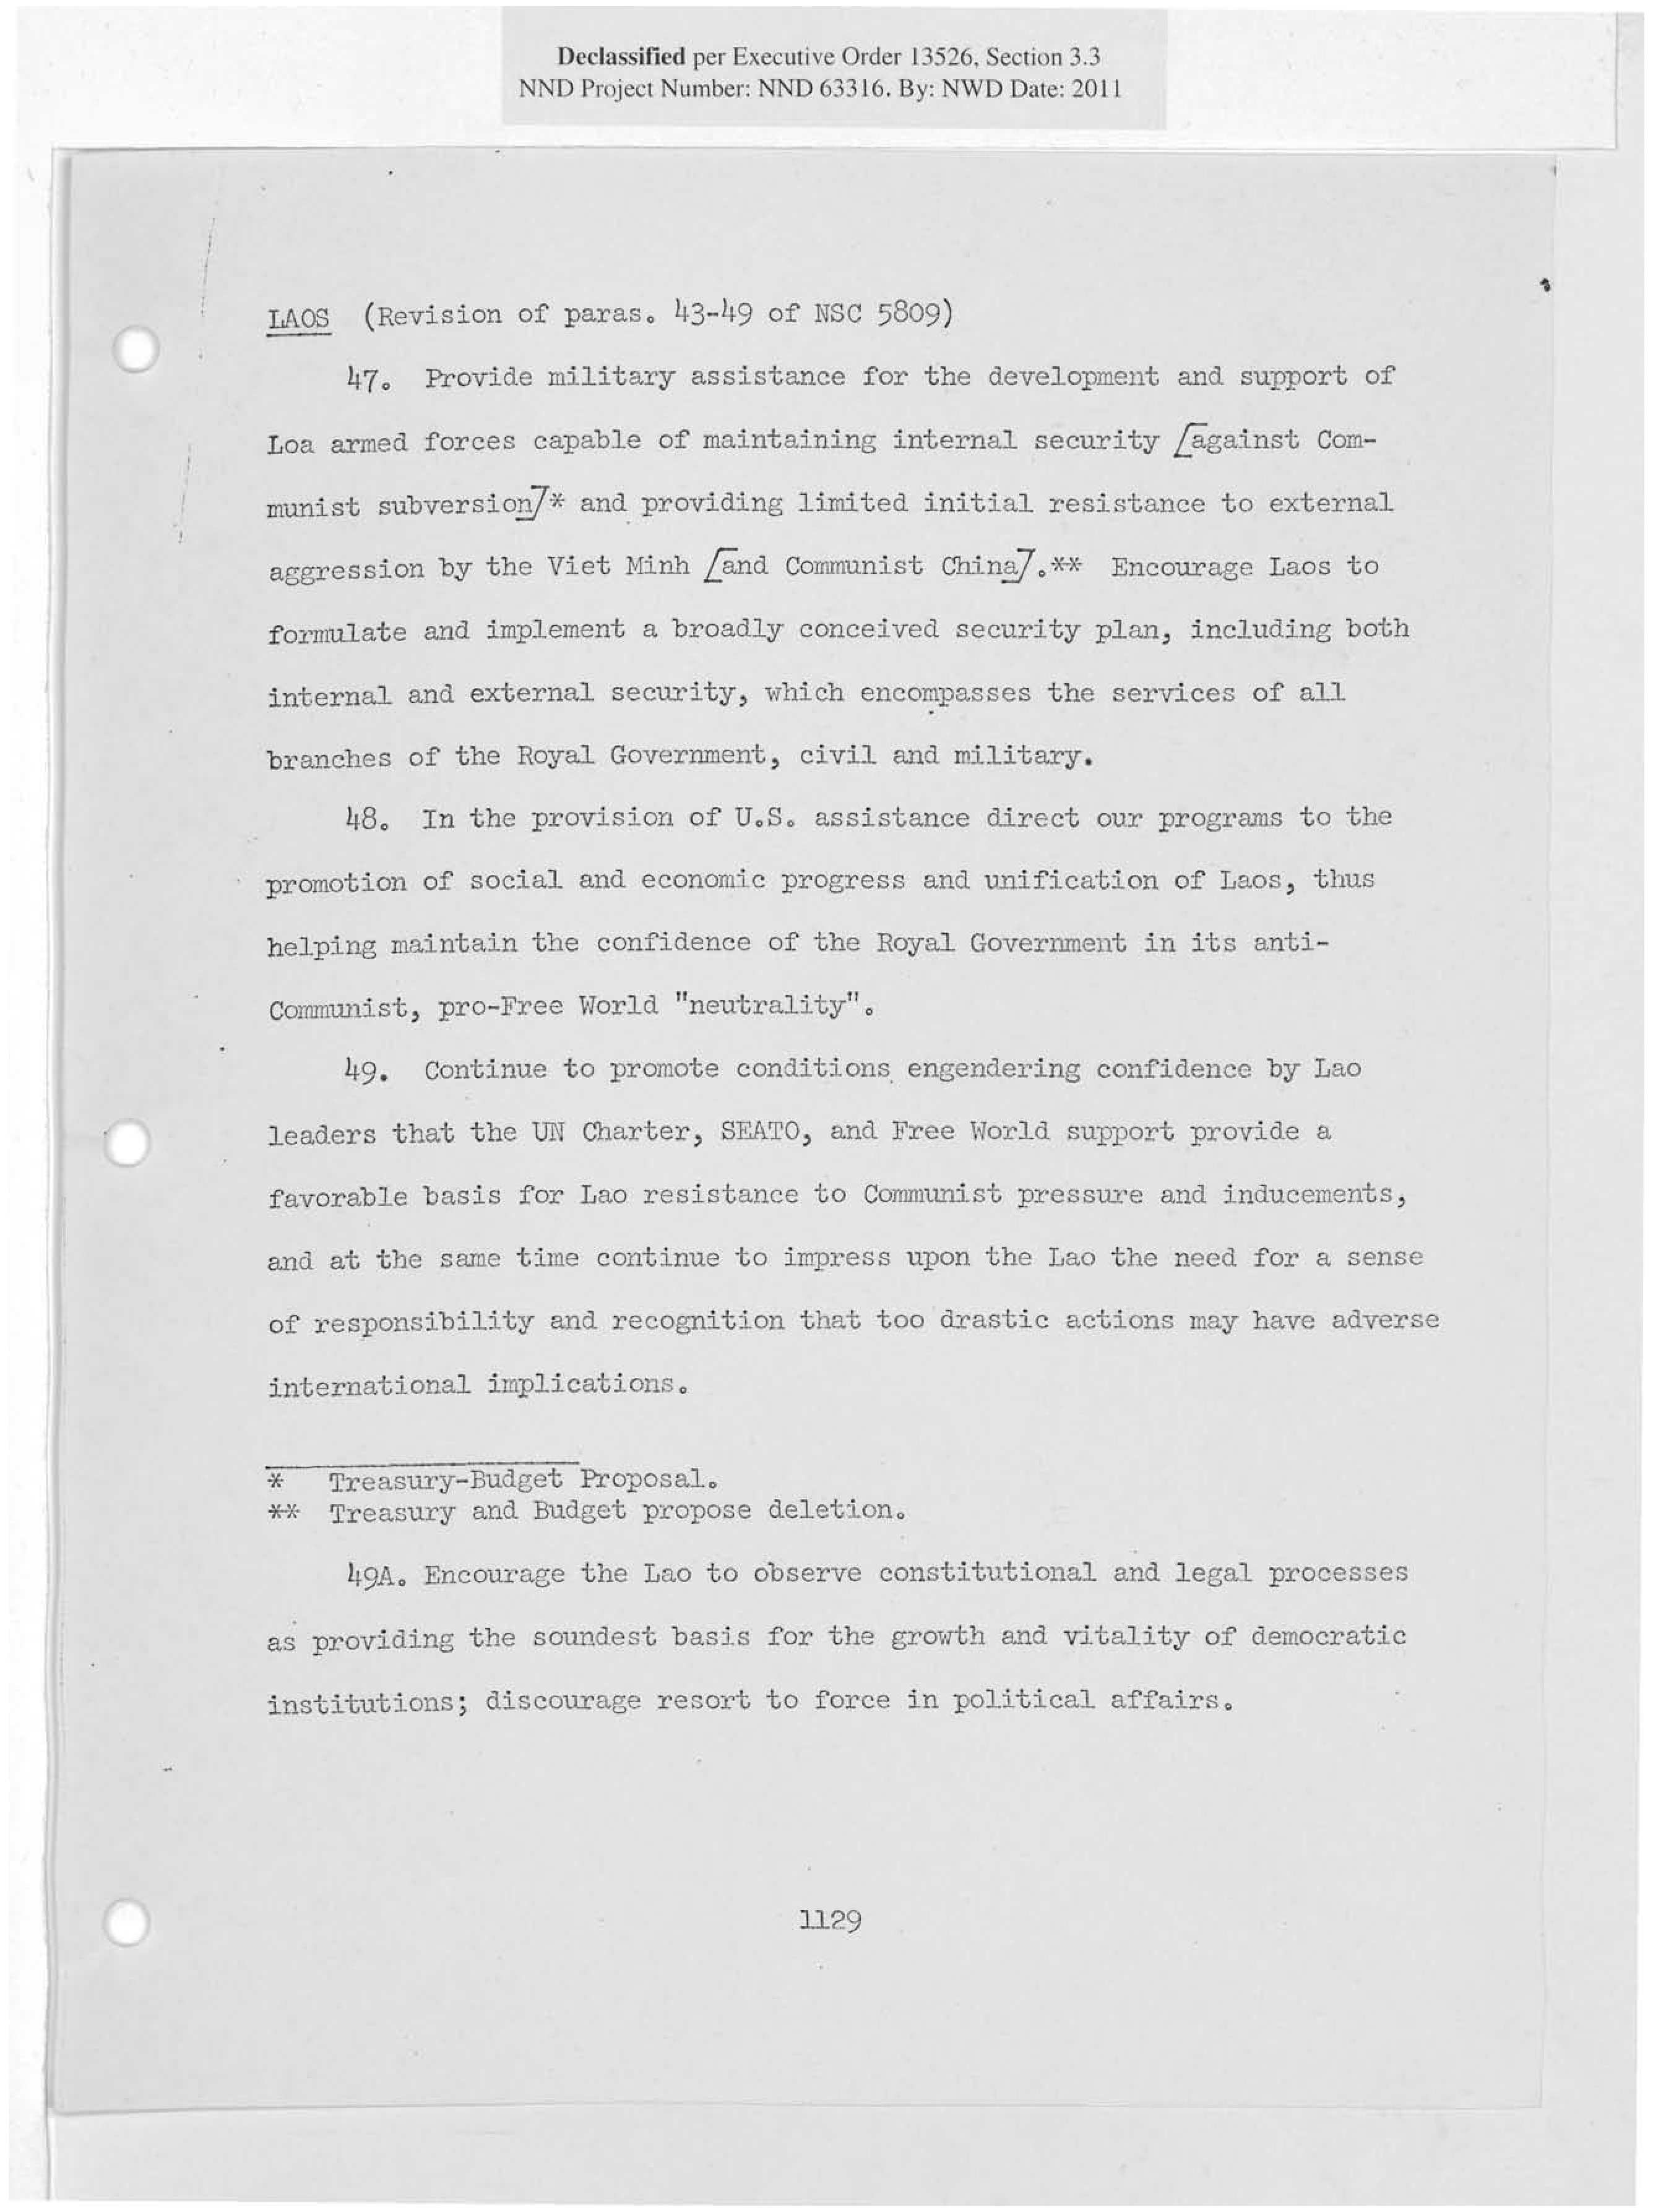 Declassified per Executive Order 13526, Section 3.3
NND Project Number: NND 63316. By: NWD Date: 2011
LAOS (Revision of paras. 43-49 of NSC 5809)
47. Provide military assistance for the development and support of
Loa armed forces capable of maintaining internal security [against Com-
munist subversion]* and providing limited initial resistance to external
aggression by the Viet Minh [and Communist China].** Encourage Laos to
formulate and implement a broadly conceived security plan, including both
internal and external security, which encompasses the services of all
branches of the Royal Government, civil and military.
48. In the provision of U.S. assistance direct our programs to the
promotion of social and economic progress and unification of Laos, thus
helping maintain the confidence of the Royal Government in its anti-
Communist, pro-Free World "neutrality".
49. Continue to promote conditions engendering confidence by Lao
leaders that the UN Charter, SEATO, and Free World support provide a
favorable basis for Lao resistance to Communist pressure and inducements,
and at the same time continue to impress upon the Lao the need for a sense
of responsibility and recognition that too drastic actions may have adverse
international implications.
* Treasury-Budget Proposal.
** Treasury and Budget propose deletion.
49A. Encourage the Lao to observe constitutional and legal processes
as providing the soundest basis for the growth and vitality of democratic
institutions; discourage resort to force in political affairs.
1129